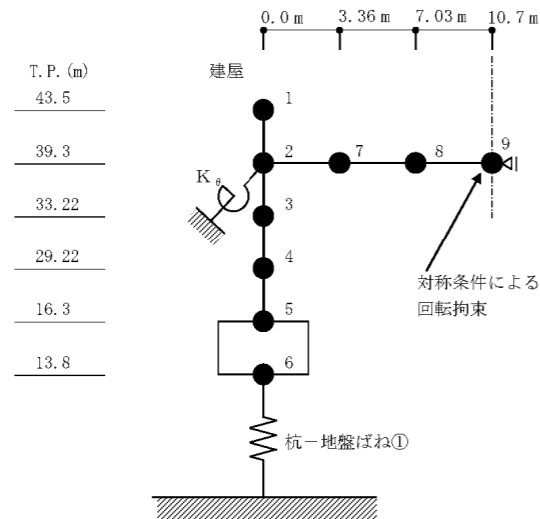 0.0 m 3.36 m 7.03 m 10.7 m
T.P.(m) 建屋
43.5 1
39.3 2 7 8 9
Kθ
33.22 3
29.22 4
対称条件による
回転拘束
16.3 5
13.8 6
杭－地盤ばね①